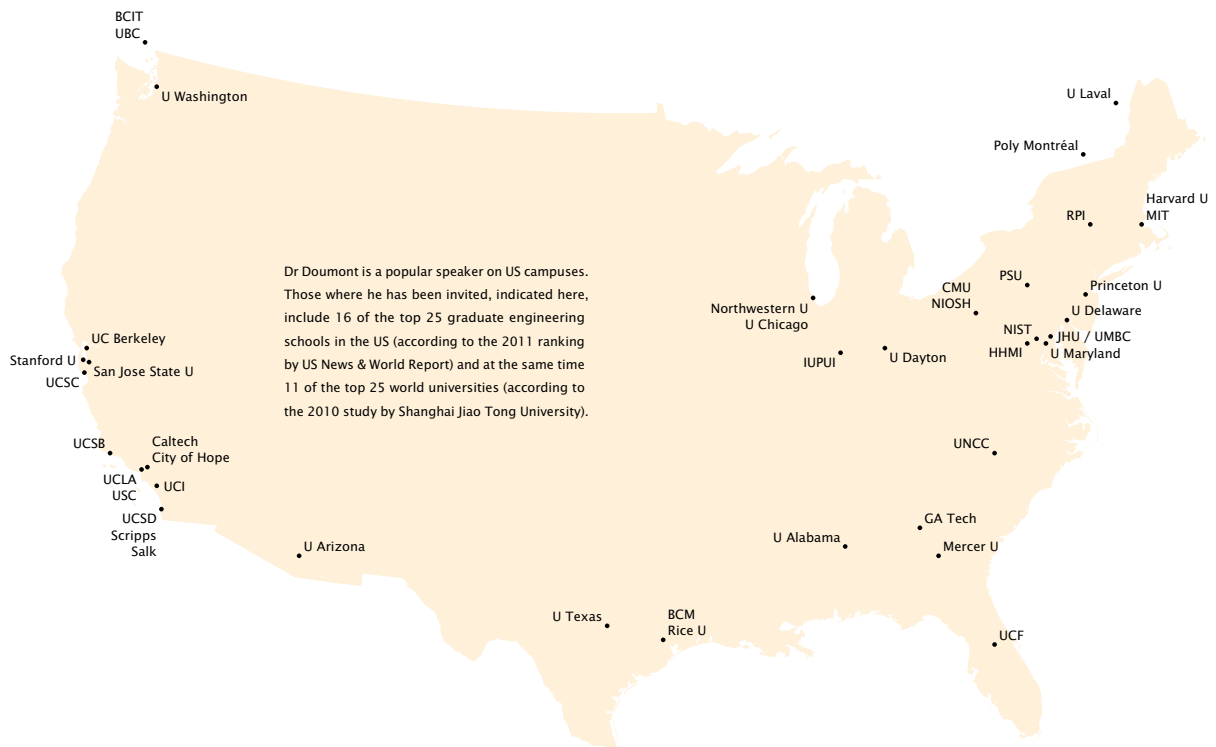 BCIT
UBC
U Washington
U Laval
Poly Montréal
Harvard U
MIT
RPI
Dr Doumont is a popular speaker on US campuses.
Those where he has been invited, indicated here,
include 16 of the top 25 graduate engineering
schools in the US (according to the 2011 ranking
by US News & World Report) and at the same time
11 of the top 25 world universities (according to
the 2010 study by Shanghai Jiao Tong University).
PSU
CMU
NIOSH
Princeton U
U Delaware
Northwestern U
U Chicago
NIST
JHU / UMBC
HHMI
U Maryland
IUPUI
U Dayton
UC Berkeley
Stanford U
San Jose State U
UCSC
UCSB
Caltech
City of Hope
UCLA
USC
UCI
UCSD
Scripps
Salk
U Arizona
UNCC
GA Tech
U Alabama
Mercer U
U Texas
BCM
Rice U
UCF